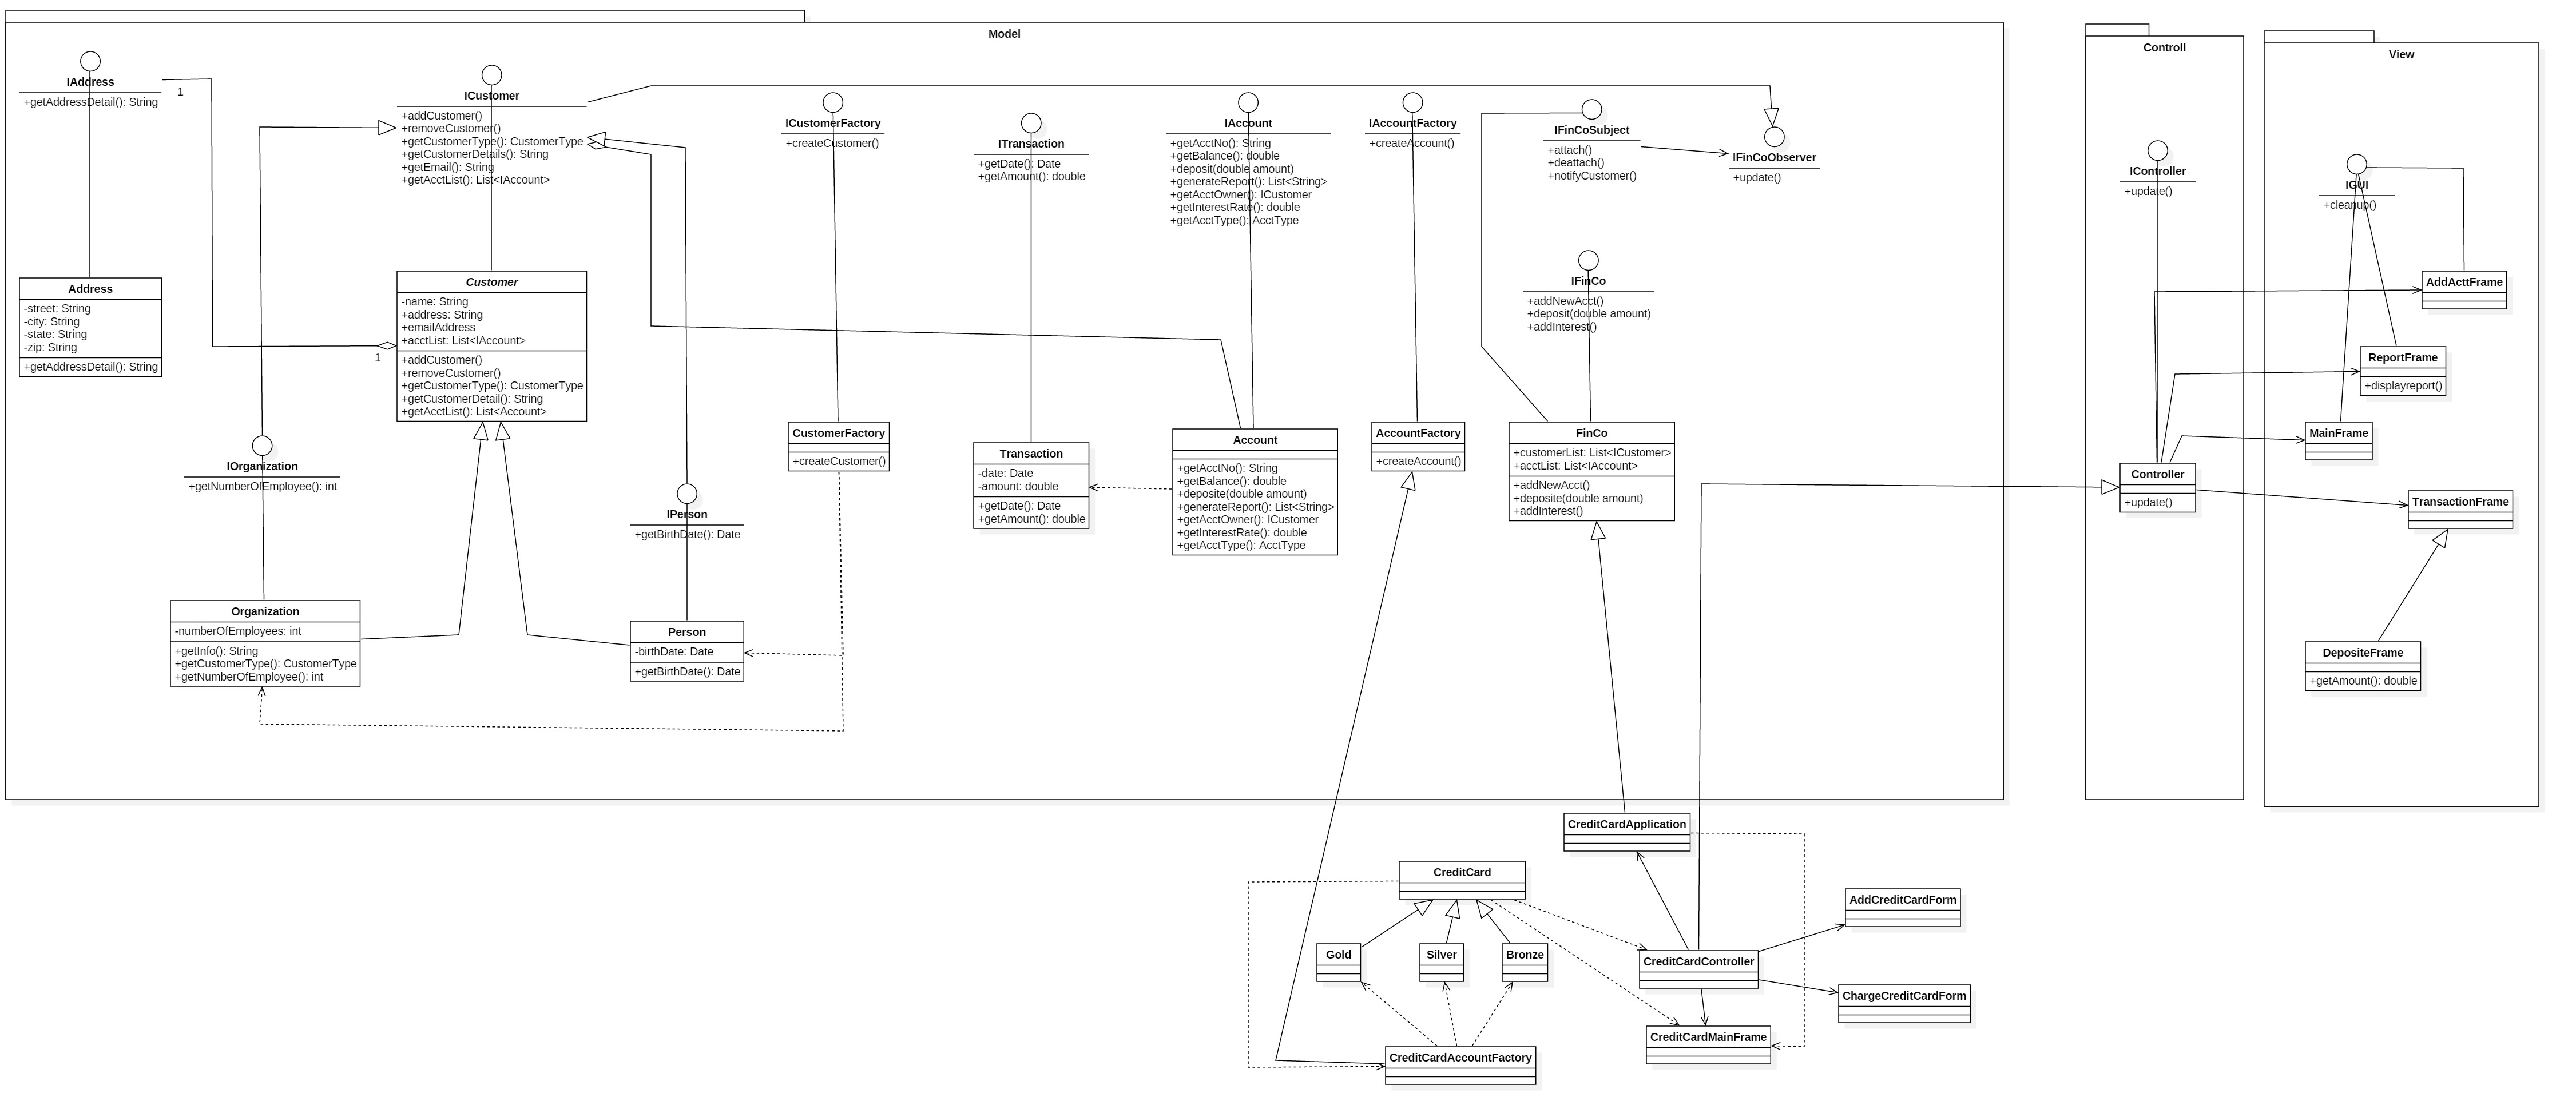 Model
IAddress
+getAddressDetail(): String
1
ICustomer
+addCustomer()
+removeCustomer()
+getCustomerType(): CustomerType
+getCustomerDetails(): String
+getEmail(): String
+getAcctList(): List<IAccount>
ICustomerFactory
+createCustomer()
ITransaction
+getDate(): Date
+getAmount(): double
IAccount
+getAcctNo(): String
+getBalance(): double
+deposit(double amount)
+generateReport(): List<String>
+getAcctOwner(): ICustomer
+getInterestRate(): double
+getAcctType(): AcctType
IAccountFactory
+createAccount()
IFinCoSubject
+attach()
+deattach()
+notifyCustomer()
IFinCoObserver
+update()
IFinCo
+addNewAcct()
+deposit(double amount)
+addInterest()
Address
-street: String
-city: String
-state: String
-zip: String
+getAddressDetail(): String
1
Customer
-name: String
+address: String
+emailAddress
+acctList: List<IAccount>
+addCustomer()
+removeCustomer()
+getCustomerType(): CustomerType
+getCustomerDetail(): String
+getAcctList(): List<Account>
IOrganization
+getNumberOfEmployee(): int
IPerson
+getBirthDate(): Date
CustomerFactory
+createCustomer()
Transaction
-date: Date
-amount: double
+getDate(): Date
+getAmount(): double
Account
+getAcctNo(): String
+getBalance(): double
+deposite(double amount)
+generateReport(): List<String>
+getAcctOwner(): ICustomer
+getInterestRate(): double
+getAcctType(): AcctType
AccountFactory
+createAccount()
FinCo
+customerList: List<ICustomer>
+acctList: List<IAccount>
+addNewAcct()
+deposite(double amount)
+addInterest()
Organization
-numberOfEmployees: int
+getInfo(): String
+getCustomerType(): CustomerType
+getNumberOfEmployee(): int
Person
-birthDate: Date
+getBirthDate(): Date
Controll
IController
+update()
Controller
+update()
View
IGUI
+cleanup()
AddActtFrame
ReportFrame
+displayreport()
MainFrame
TransactionFrame
DepositeFrame
+getAmount(): double
CreditCardApplication
CreditCard
AddCreditCardForm
Gold
Silver
Bronze
CreditCardController
ChargeCreditCardForm
CreditCardMainFrame
CreditCardAccountFactory